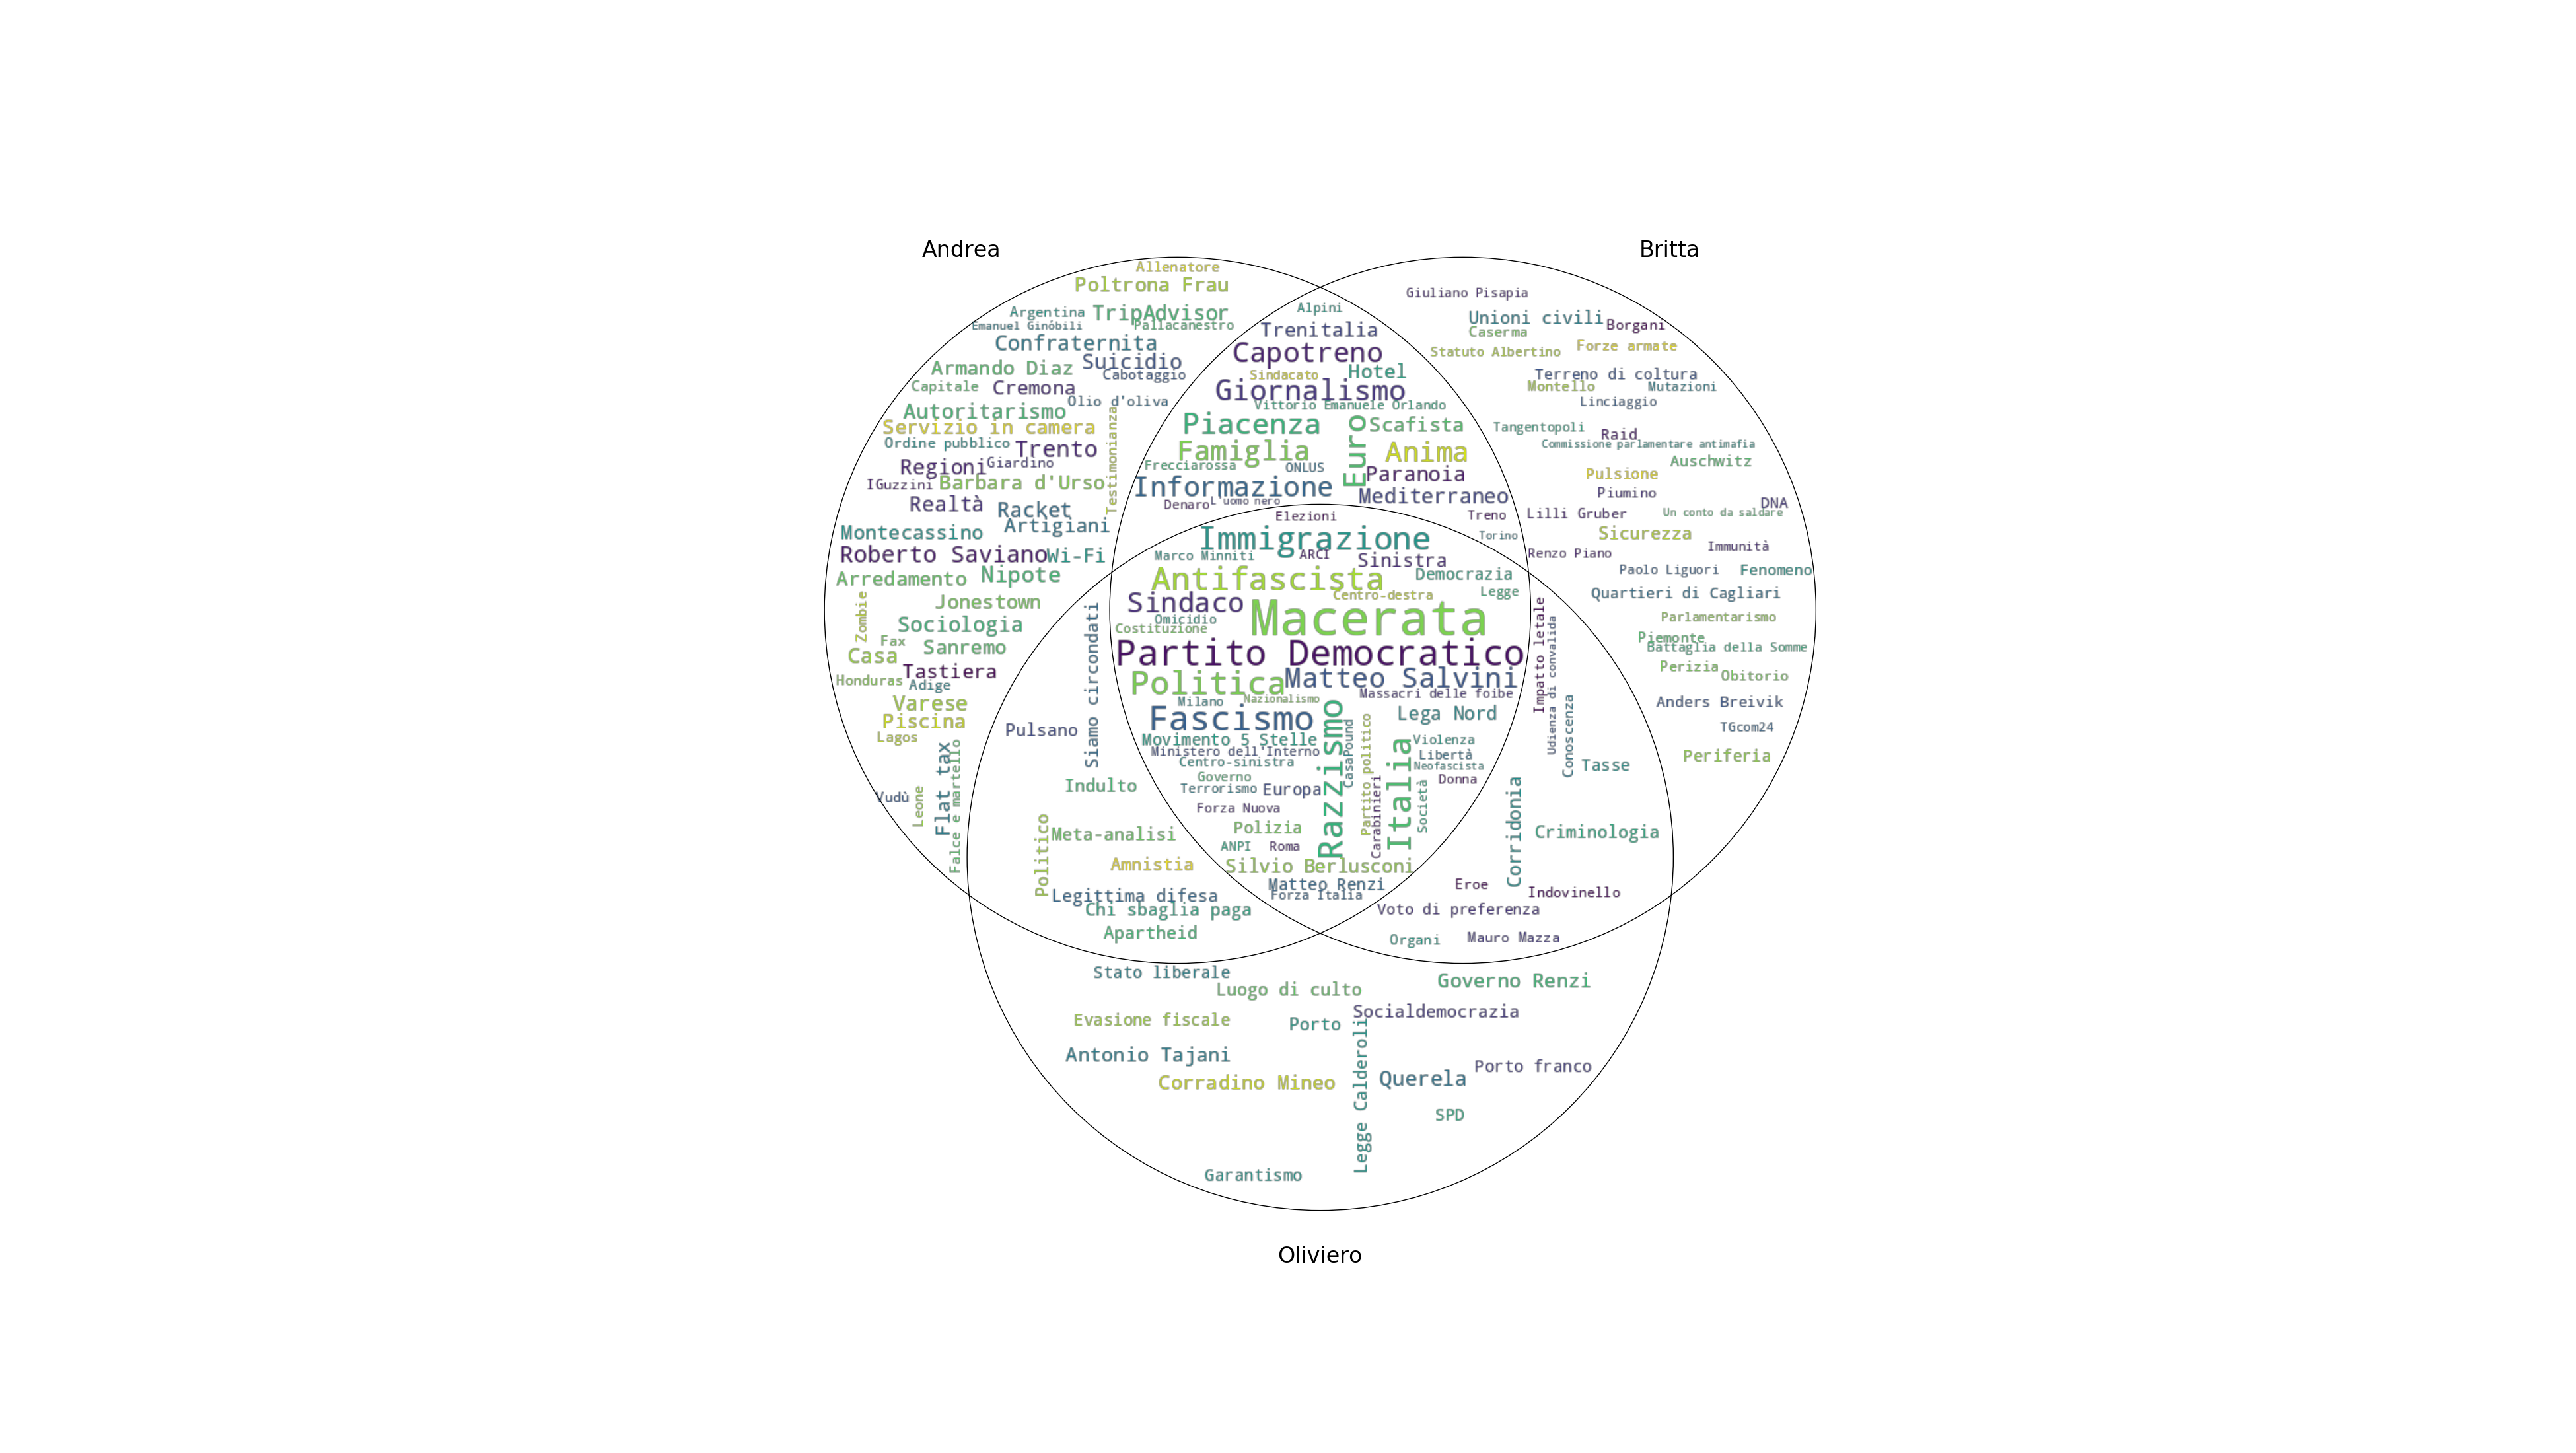 Andrea
Britta
Allenatore
Poltrona Frau
Argentina
TripAdvisor
Emanuel Ginóbili
Pallacanestro
Confraternita
Suicidio
Armando Diaz
Cabotaggio
Capitale
Cremona
Olio d'oliva
Autoritarismo
Servizio in camera
Testimonianza
Ordine pubblico
Trento
Regioni
Giardino
IGuzzini
Barbara d'Urso
Realtà
Racket
Artigiani
Montecassino
Roberto Saviano
Wi-Fi
Arredamento
Nipote
Zombie
Jonestown
Sociologia
Fax
Sanremo
Casa
Tastiera
Honduras
Adige
Varese
Piscina
Lagos
Flat tax
Falce e martello
Vudù
Leone
Alpini
Trenitalia
Capotreno
Sindacato
Hotel
Giornalismo
Vittorio Emanuele Orlando
Piacenza
Euro
Scafista
Famiglia
Anima
Frecciarossa
ONLUS
Paranoia
Informazione
Mediterraneo
Denaro
L'uomo nero
Treno
Torino
Giuliano Pisapia
Unioni civili
Borgani
Caserma
Statuto Albertino
Forze armate
Terreno di coltura
Montello
Mutazioni
Linciaggio
Tangentopoli
Raid
Commissione parlamentare antimafia
Auschwitz
Pulsione
Piumino
DNA
Lilli Gruber
Un conto da saldare
Sicurezza
Immunità
Renzo Piano
Paolo Liguori
Fenomeno
Quartieri di Cagliari
Parlamentarismo
Piemonte
Battaglia della Somme
Perizia
Obitorio
Anders Breivik
TGcom24
Periferia
Elezioni
Immigrazione
Marco Minniti
ARCI
Sinistra
Antifascista
Democrazia
Centro-destra
Legge
Sindaco
Macerata
Omicidio
Costituzione
Partito Democratico
Politica
Matteo Salvini
Massacri delle foibe
Milano
Nazionalismo
Fascismo
Razzismo
Lega Nord
Movimento 5 Stelle
CasaPound
Partito politico
Italia
Violenza
Ministero dell'Interno
Libertà
Centro-sinistra
Neofascista
Governo
Carabinieri
Società
Donna
Terrorismo
Europa
Forza Nuova
Polizia
ANPI
Roma
Silvio Berlusconi
Matteo Renzi
Forza Italia
Siamo circondati
Pulsano
Indulto
Politico
Meta-analisi
Amnistia
Legittima difesa
Chi sbaglia paga
Apartheid
Impatto letale
Udienza di convalida
Conoscenza
Tasse
Corridonia
Criminologia
Eroe
Indovinello
Voto di preferenza
Organi
Mauro Mazza
Stato liberale
Governo Renzi
Luogo di culto
Socialdemocrazia
Evasione fiscale
Porto
Legge Calderoli
Antonio Tajani
Porto franco
Corradino Mineo
Querela
SPD
Garantismo
Oliviero